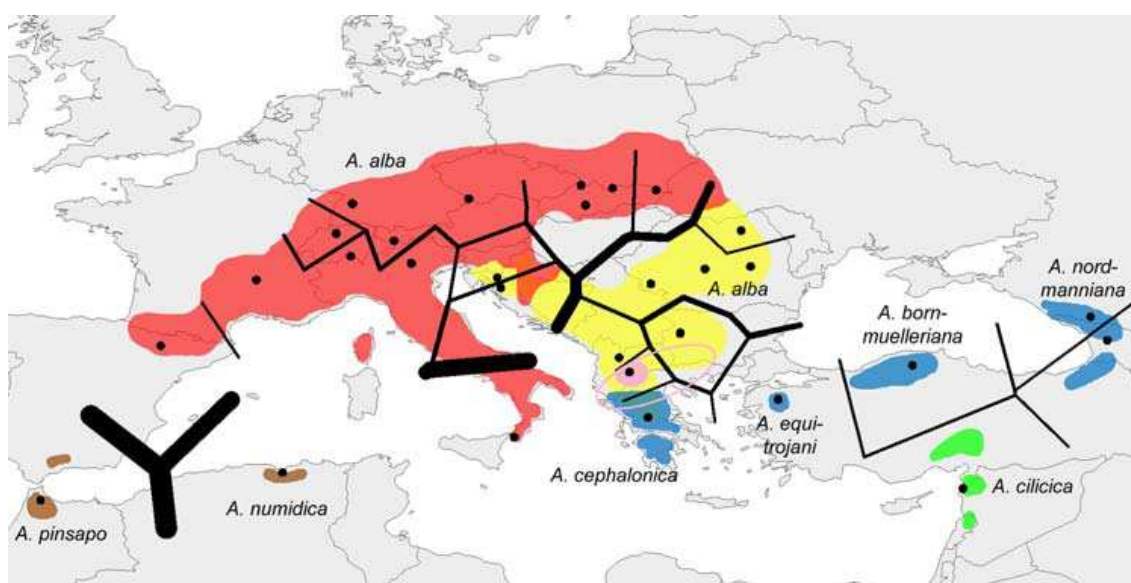 A. alba
A. nord-
manniana
A. born-
muelleriana
A. alba
A. equi-
trojani
A. cephalonica
A. cilicica
A. numidica
A. pinsapo